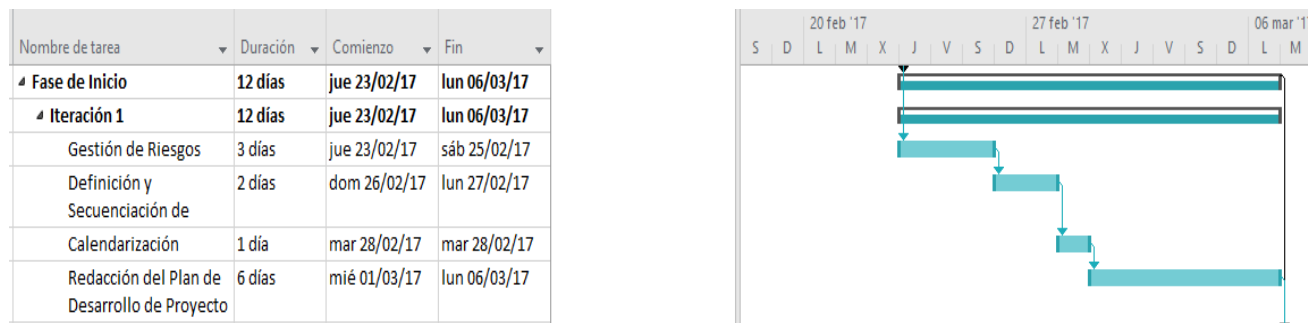 Nombre de tarea Duración Comienzo Fin
Fase de Inicio 12 días jue 23/02/17 lun 06/03/17
Iteración 1 12 días jue 23/02/17 lun 06/03/17
Gestión de Riesgos 3 días jue 23/02/17 sáb 25/02/17
Definición y 2 días dom 26/02/17 lun 27/02/17
Secuenciación de
Calendarización 1 día mar 28/02/17 mar 28/02/17
Redacción del Plan de 6 días mié 01/03/17 lun 06/03/17
Desarrollo de Proyecto
20 feb '17 27 feb '17 06 mar '1
S D L M X J V S D L M X J V S D L M